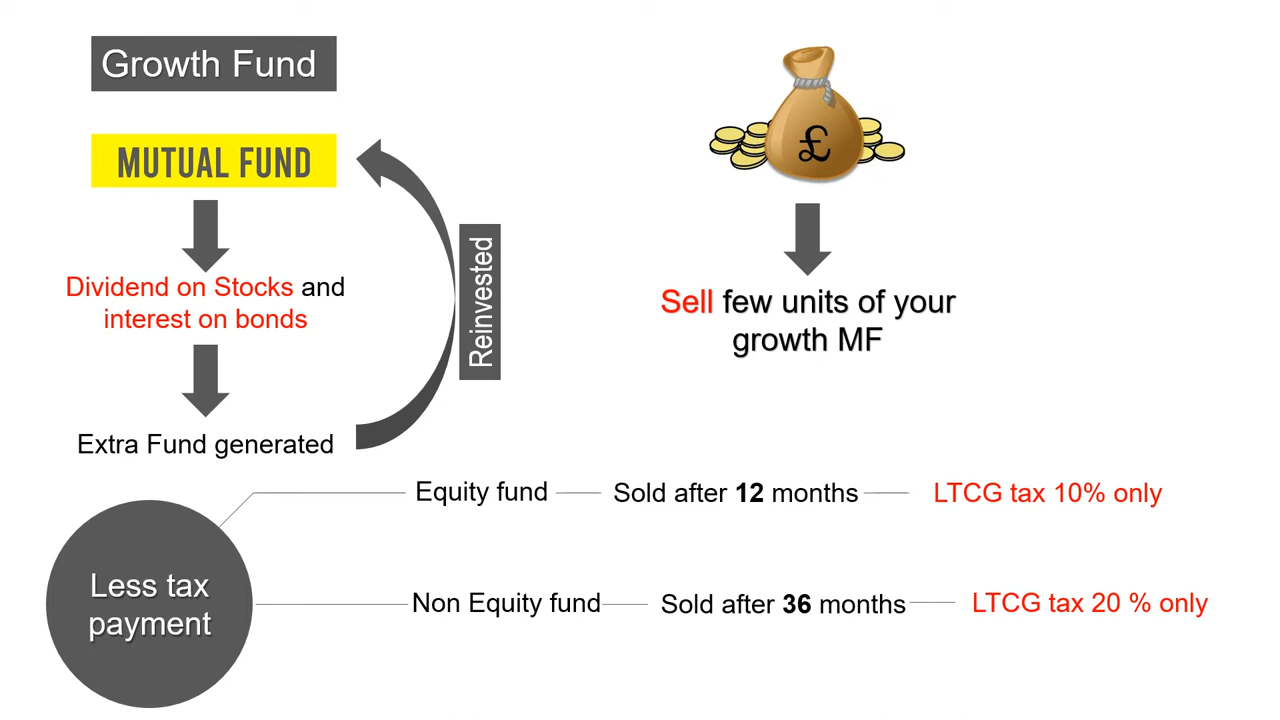 Growth Fund
MUTUAL FUND
Dividend on Stocks and
interest on bonds
Extra Fund generated
Reinvested
£
Sell few units of your
growth MF
Less tax
payment
Equity fund Sold after 12 months LTCG tax 10% only
Non Equity fund Sold after 36 months LTCG tax 20 % only